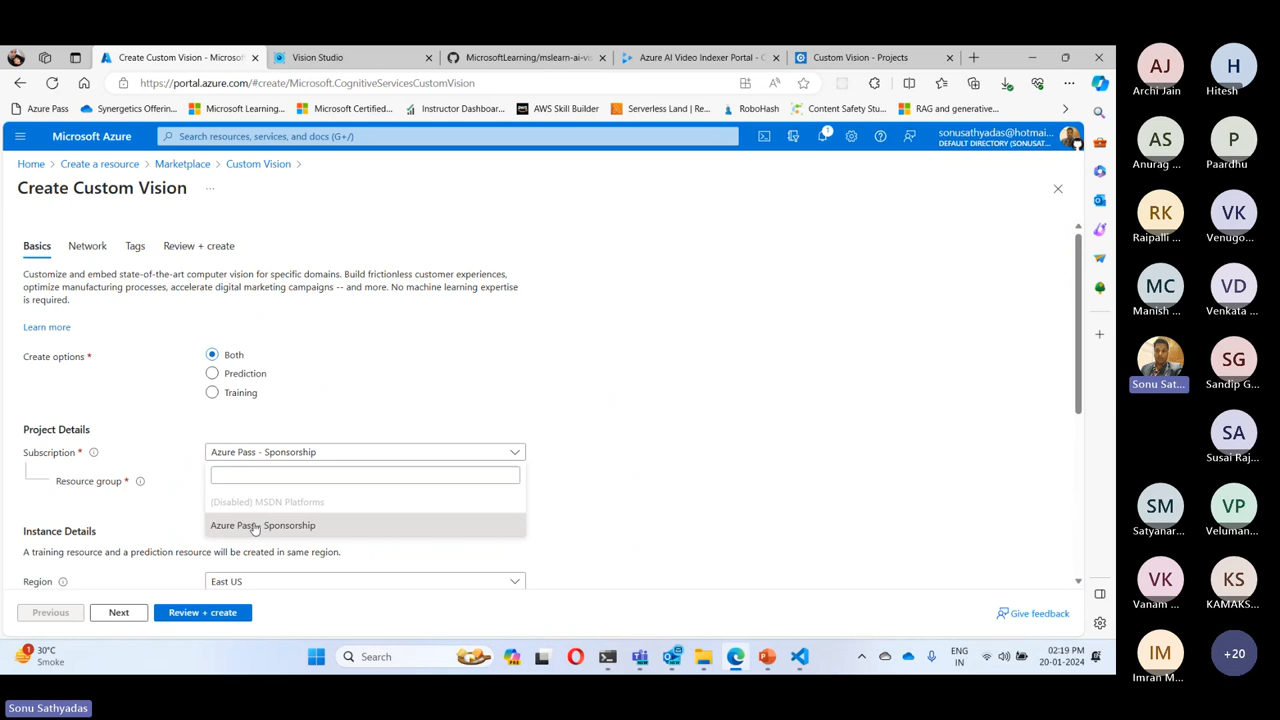 Create Custom Vision - Microsof
Vision Studio
MicrosoftLearning/mslearn-ai-vis
Azure AI Video Indexer Portal - C
Custom Vision - Projects
https://portal.azure.com/#create/Microsoft.CognitiveServicesCustomVision
Azure Pass
Synergetics Offering...
Microsoft Learning...
Microsoft Certified...
Instructor Dashboar...
AWS Skill Builder
Serverless Land | Re...
RoboHash
Content Safety Stu...
RAG and generative...
Microsoft Azure
Search resources, services, and docs (G+/)
1
sonusathyadas@hotmai...
DEFAULT DIRECTORY (SONUSAT...
Home
Create a resource
Marketplace
Custom Vision
Create Custom Vision
...
Basics
Network
Tags
Review + create
Customize and embed state-of-the-art computer vision for specific domains. Build frictionless customer experiences,
optimize manufacturing processes, accelerate digital marketing campaigns -- and more. No machine learning expertise
is required.
Learn more
Create options *
Both
Prediction
Training
Project Details
Subscription *
Azure Pass - Sponsorship
Resource group *
(Disabled) MSDN Platforms
Azure Pass - Sponsorship
Instance Details
A training resource and a prediction resource will be created in same region.
Region
East US
Previous
Next
Review + create
Give feedback
1
30°C
Smoke
Search
ENG
IN
02:19 PM
20-01-2024
Sonu Sathyadas
AJ
Archi Jain
H
Hitesh
AS
Anurag ...
P
Paardhu
RK
Raipalli ...
VK
Venugo...
MC
Manish ...
VD
Venkata ...
Sonu Sat...
SG
Sandip G...
SA
Susai Raj...
SM
Satyanar...
VP
Veluman...
VK
Vanam ...
KS
KAMAKS...
IM
Imran M...
+20